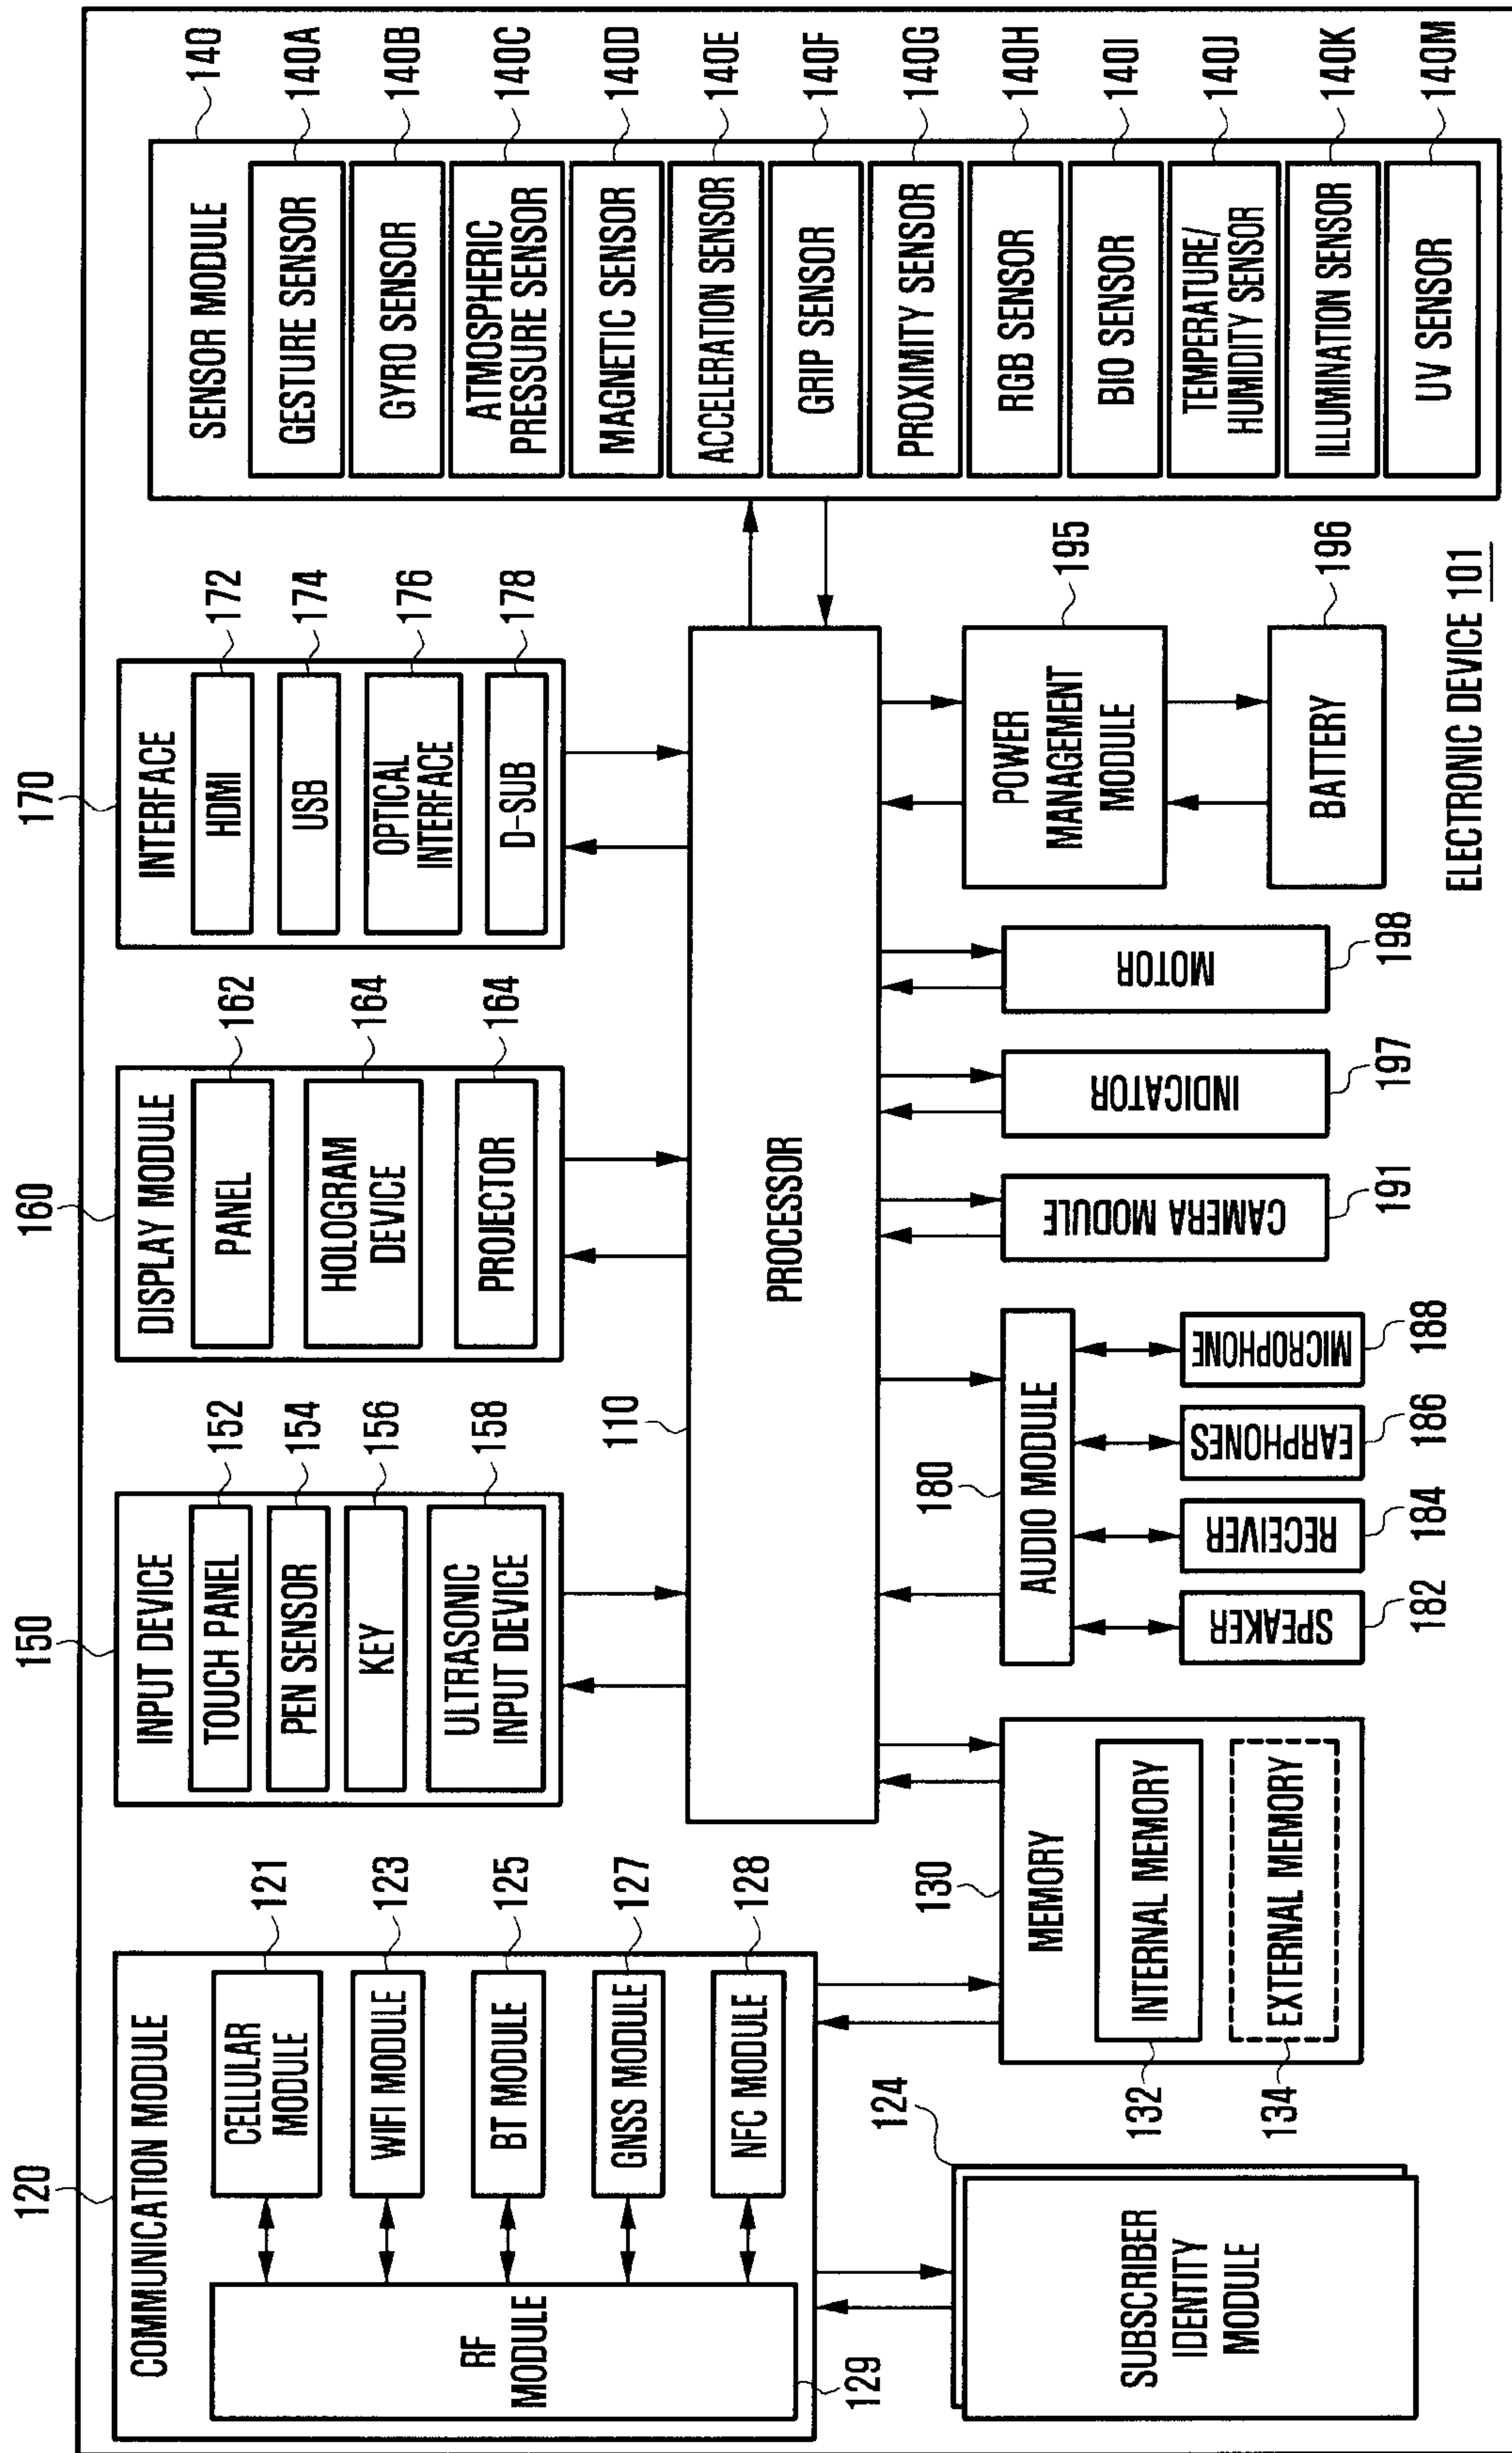 120
COMMUNICATION MODULE
RF
MODULE
129
CELLULAR
MODULE
121
WIFI MODULE
123
BT MODULE
125
GNSS MODULE
127
NFC MODULE
128
SUBSCRIBER
IDENTITY
MODULE
124
150
INPUT DEVICE
TOUCH PANEL
152
PEN SENSOR
154
KEY
156
ULTRASONIC
INPUT DEVICE
158
160
DISPLAY MODULE
PANEL
162
HOLOGRAM
DEVICE
164
PROJECTOR
164
170
INTERFACE
HDMI
172
USB
174
OPTICAL
INTERFACE
176
D-SUB
178
110
PROCESSOR
130
MEMORY
INTERNAL MEMORY
132
EXTERNAL MEMORY
134
180
AUDIO MODULE
SPEAKER
182
RECEIVER
184
EARPHONES
186
MICROPHONE
188
CAMERA MODULE
191
INDICATOR
197
MOTOR
198
POWER
MANAGEMENT
MODULE
195
BATTERY
196
SENSOR MODULE
140
GESTURE SENSOR
140A
GYRO SENSOR
140B
ATMOSPHERIC
PRESSURE SENSOR
140C
MAGNETIC SENSOR
140D
ACCELERATION SENSOR
140E
GRIP SENSOR
140F
PROXIMITY SENSOR
140G
RGB SENSOR
140H
BIO SENSOR
140I
TEMPERATURE/
HUMIDITY SENSOR
140J
ILLUMINATION SENSOR
140K
UV SENSOR
140M
ELECTRONIC DEVICE 101